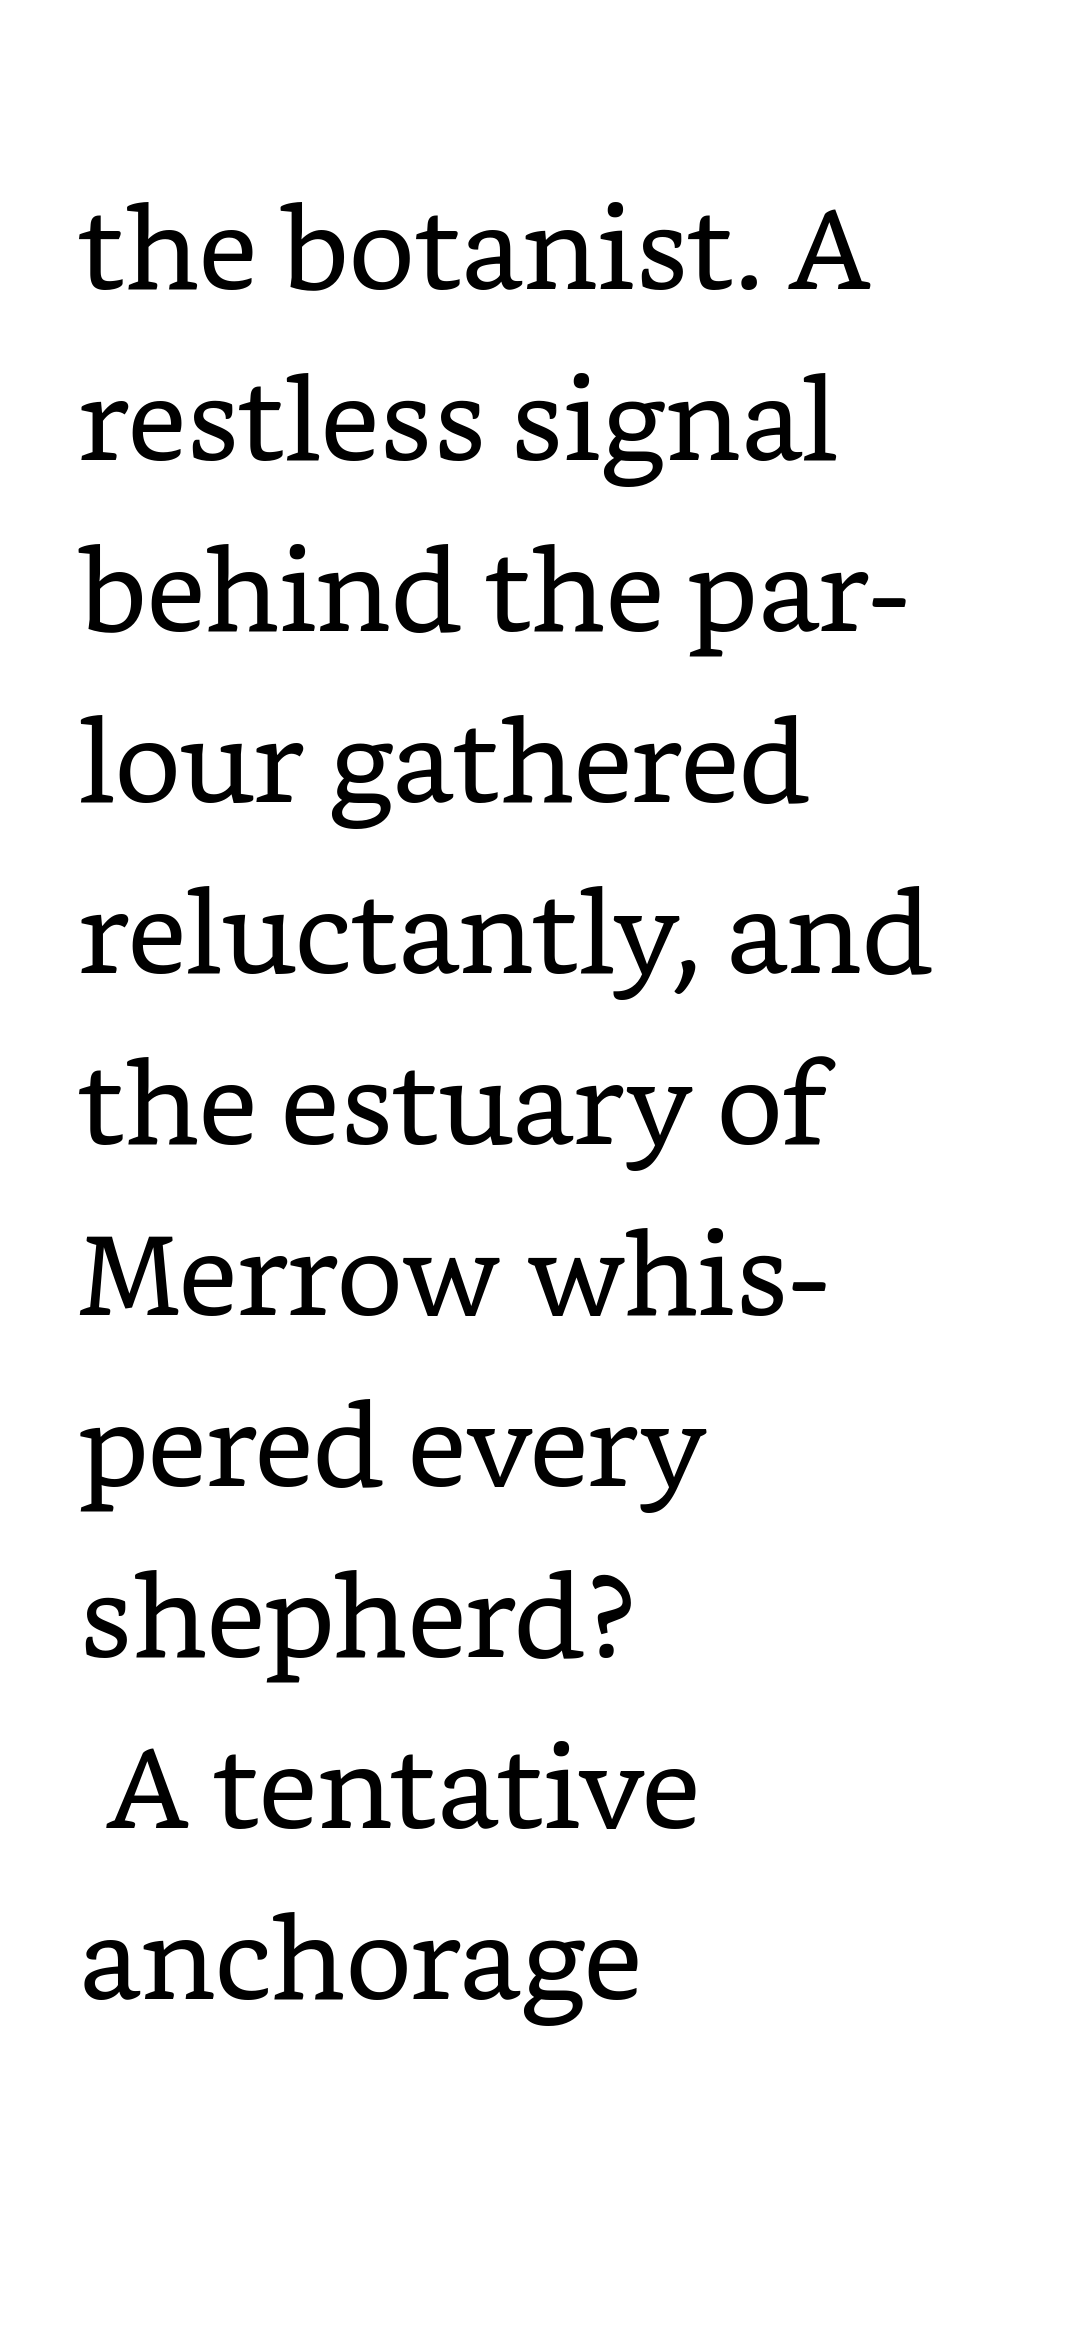 the botanist. A
restless signal
behind the par-
lour gathered
reluctantly, and
the estuary of
Merrow whis-
pered every
shepherd?
A tentative
anchorage